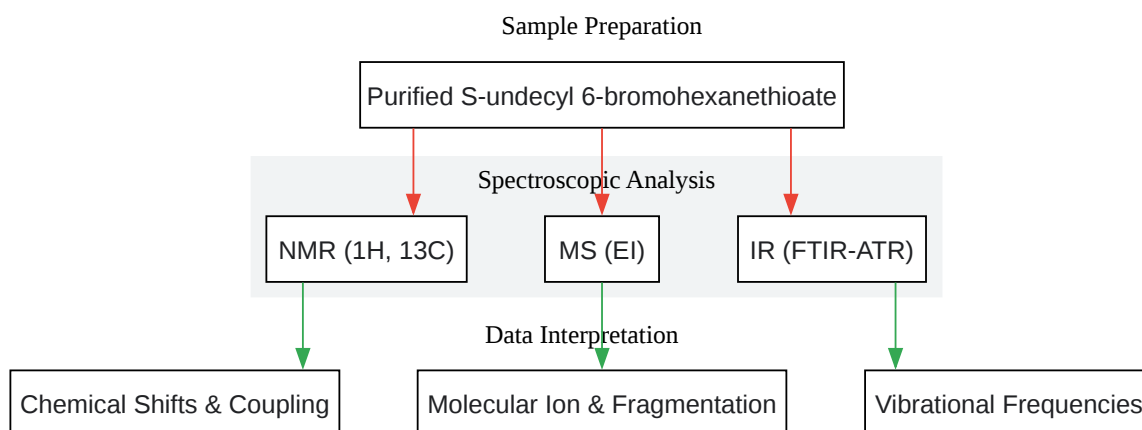 Sample Preparation
Purified S-undecyl 6-bromohexanethioate
Spectroscopic Analysis
NMR (1H, 13C)
MS (EI)
IR (FTIR-ATR)
Data Interpretation
Chemical Shifts & Coupling
Molecular Ion & Fragmentation
Vibrational Frequencies